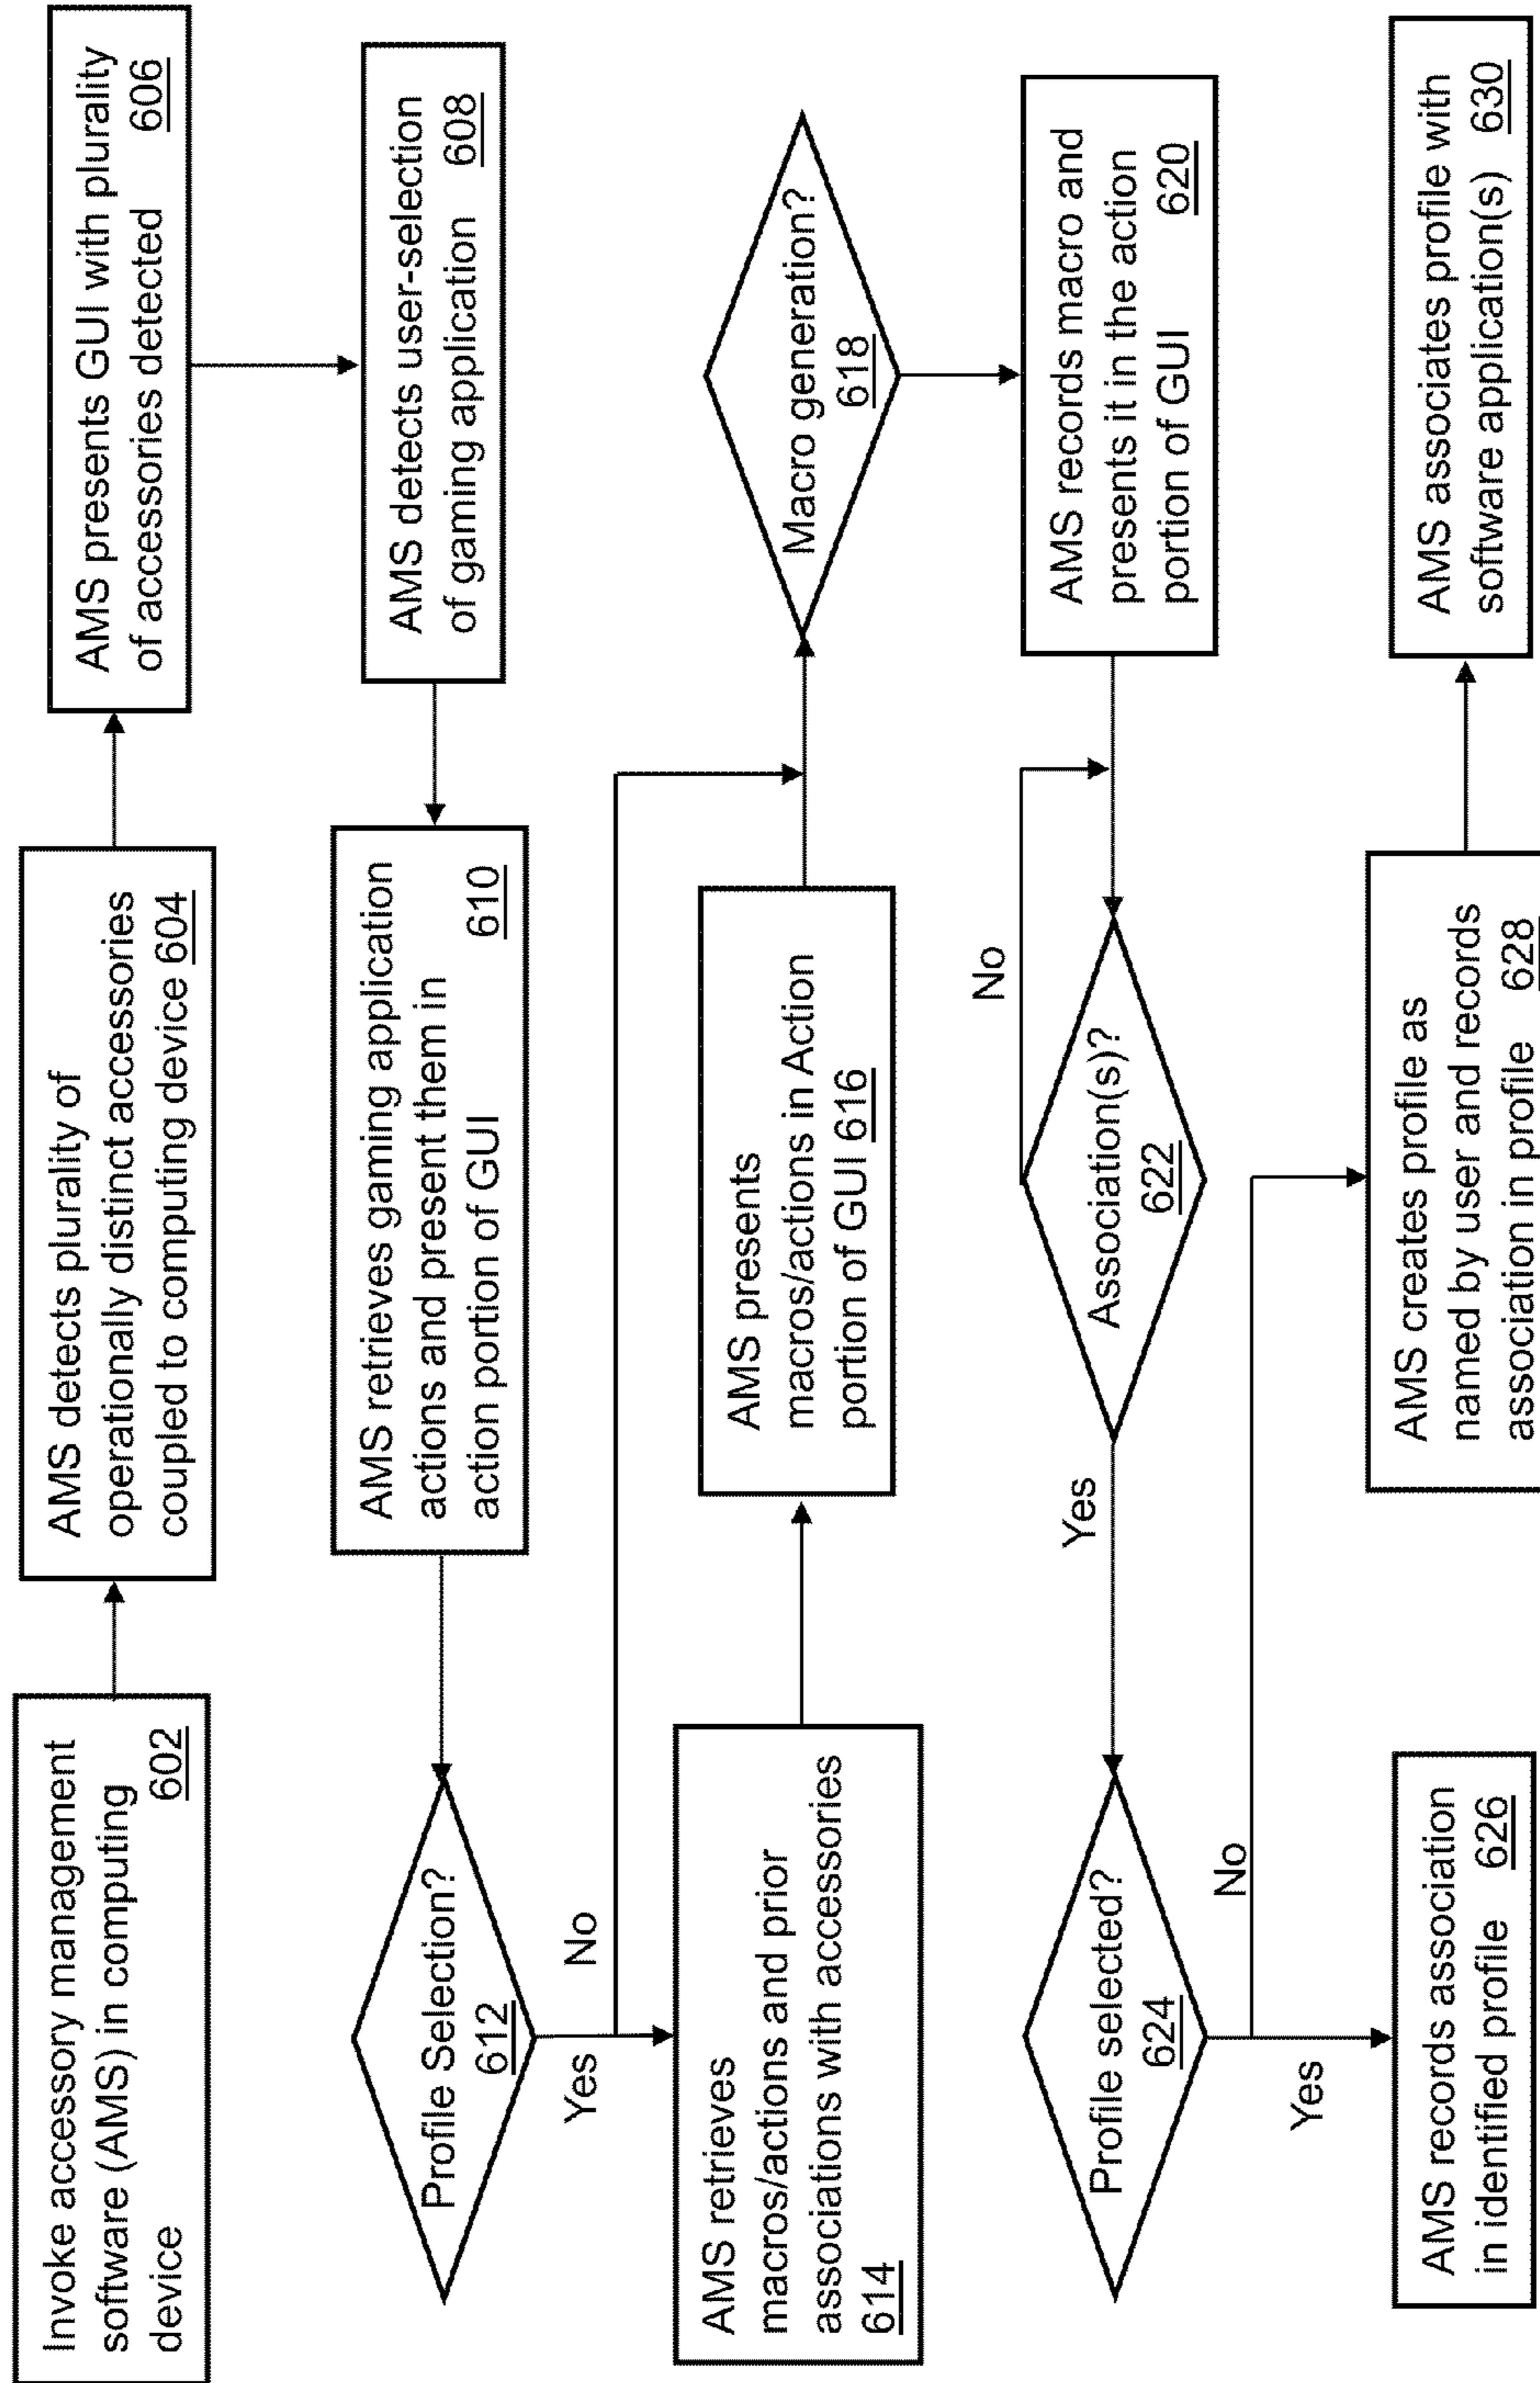 Invoke accessory management
software (AMS) in computing
device 602
AMS detects plurality of
operationally distinct accessories
coupled to computing device 604
AMS presents GUI with plurality
of accessories detected 606
AMS detects user-selection
of gaming application 608
AMS retrieves gaming application
actions and present them in
action portion of GUI 610
Profile Selection?
612
No
Yes
AMS retrieves
macros/actions and prior
associations with accessories
614
AMS presents
macros/actions in Action
portion of GUI 616
Macro generation?
618
AMS records macro and
presents it in the action
portion of GUI 620
No
Association(s)?
622
Yes
Profile selected?
624
No
Yes
AMS records association
in identified profile 626
AMS creates profile as
named by user and records
association in profile 628
AMS associates profile with
software application(s) 630